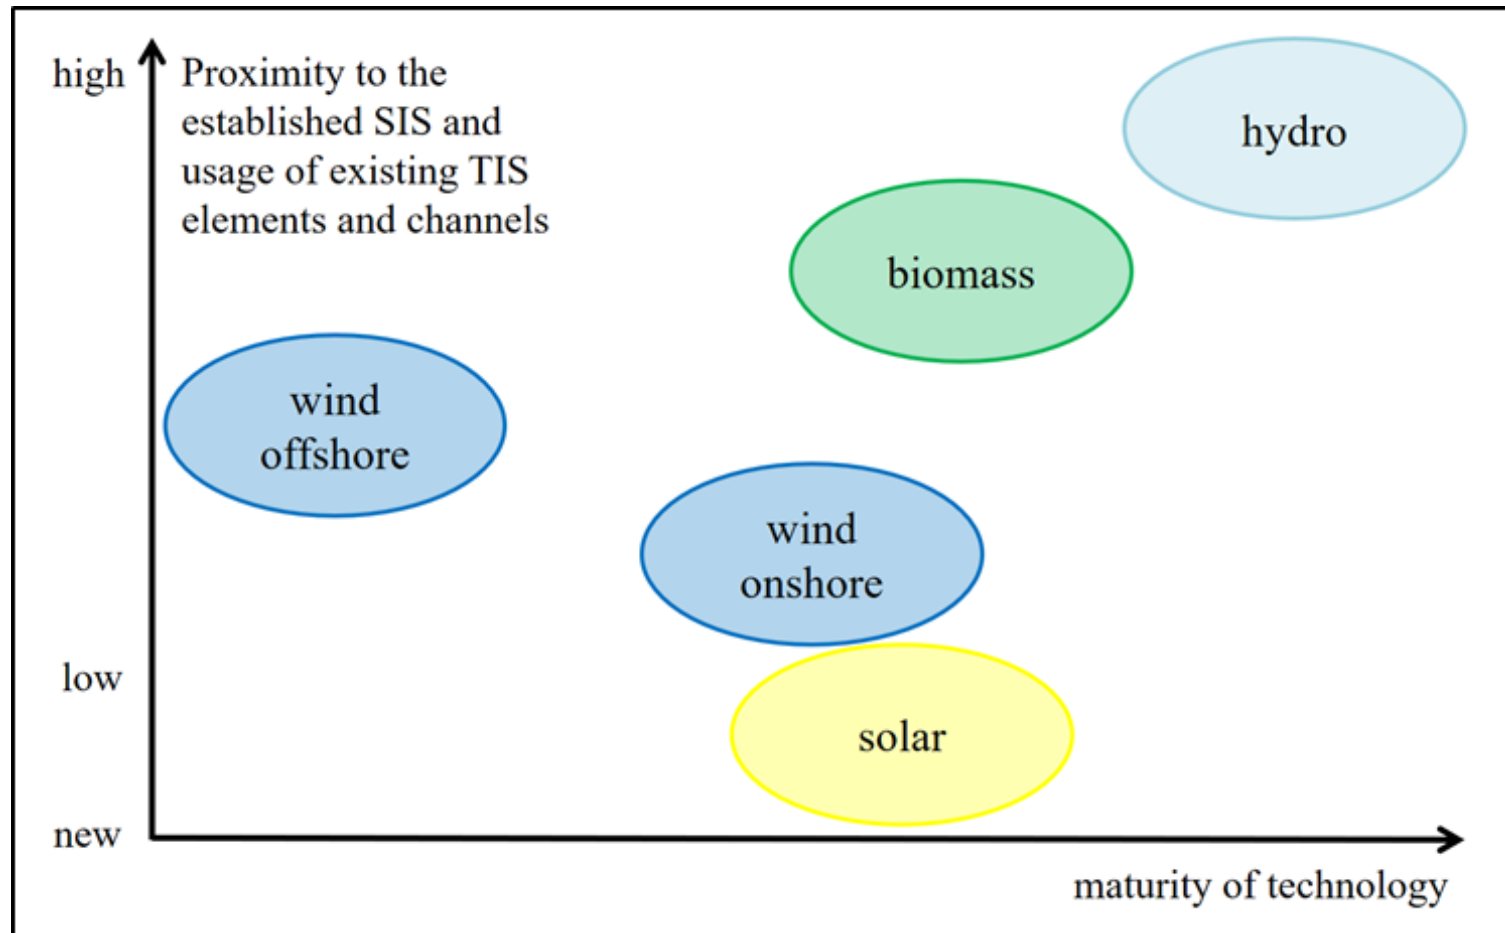 high
Proximity to the
established SIS and
usage of existing TIS
elements and channels
hydro
biomass
wind
offshore
wind
onshore
low
solar
new
maturity of technology